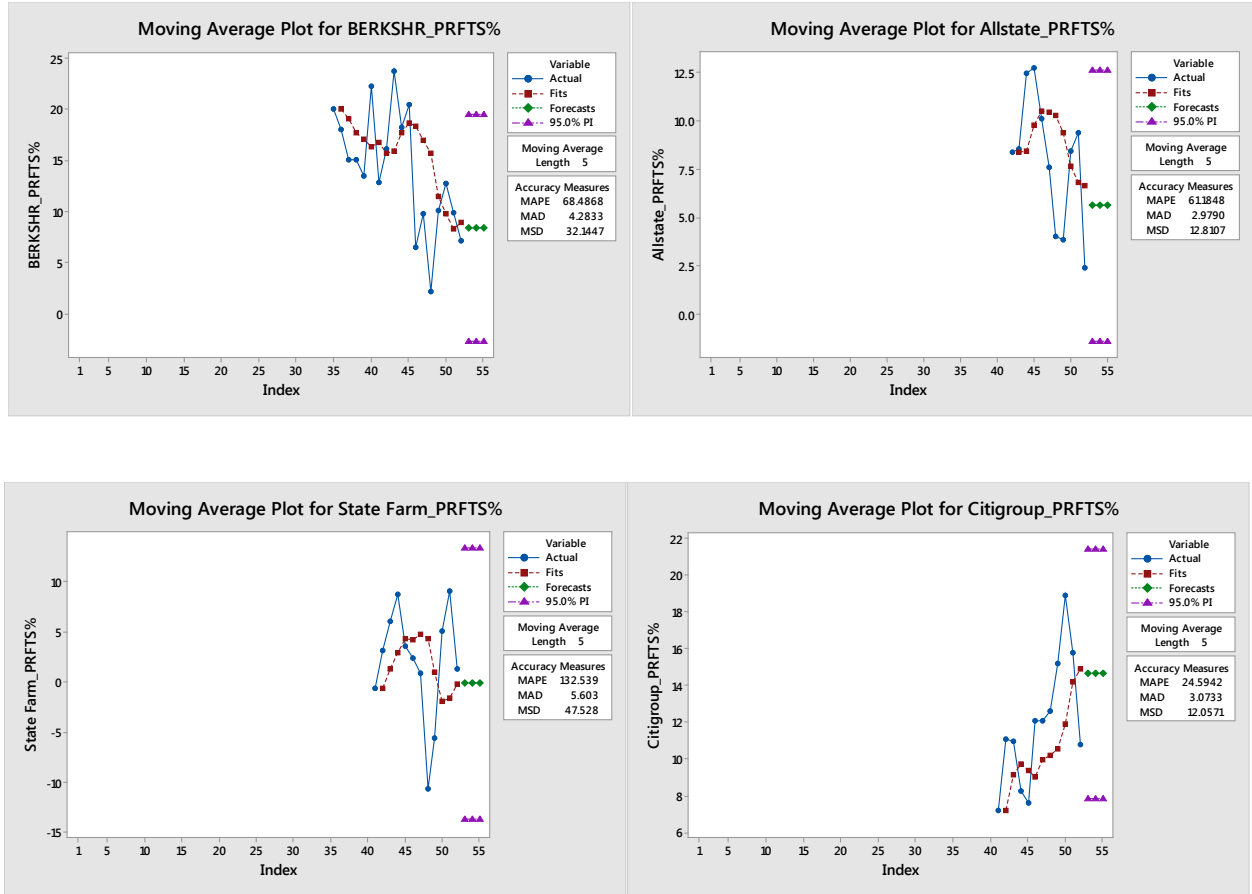 Moving Average Plot for BERKSHR_PRFTS%
25
20
15
10
5
0
BERKSHR_PRFTS%
1 5 10 15 20 25 30 35 40 45 50 55
Index
Variable
Actual
Fits
Forecasts
95.0% PI
Moving Average
Length 5
Accuracy Measures
MAPE 68.4868
MAD 4.2833
MSD 32.1447
Moving Average Plot for Allstate_PRFTS%
12.5
10.0
7.5
5.0
2.5
0.0
Allstate_PRFTS%
1 5 10 15 20 25 30 35 40 45 50 55
Index
Variable
Actual
Fits
Forecasts
95.0% PI
Moving Average
Length 5
Accuracy Measures
MAPE 61.1848
MAD 2.9790
MSD 12.8107
Moving Average Plot for State Farm_PRFTS%
10
5
0
-5
-10
-15
State Farm_PRFTS%
1 5 10 15 20 25 30 35 40 45 50 55
Index
Variable
Actual
Fits
Forecasts
95.0% PI
Moving Average
Length 5
Accuracy Measures
MAPE 132.539
MAD 5.603
MSD 47.528
Moving Average Plot for Citigroup_PRFTS%
22
20
18
16
14
12
10
8
6
Citigroup_PRFTS%
1 5 10 15 20 25 30 35 40 45 50 55
Index
Variable
Actual
Fits
Forecasts
95.0% PI
Moving Average
Length 5
Accuracy Measures
MAPE 24.5942
MAD 3.0733
MSD 12.0571